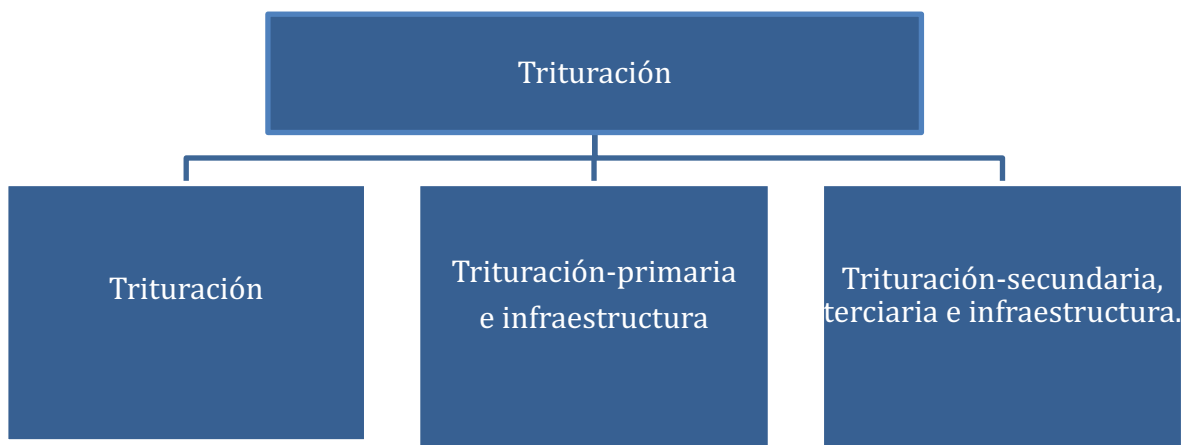 Trituración
Trituración
Trituración-primaria
e infraestructura
Trituración-secundaria,
terciaria e infraestructura.